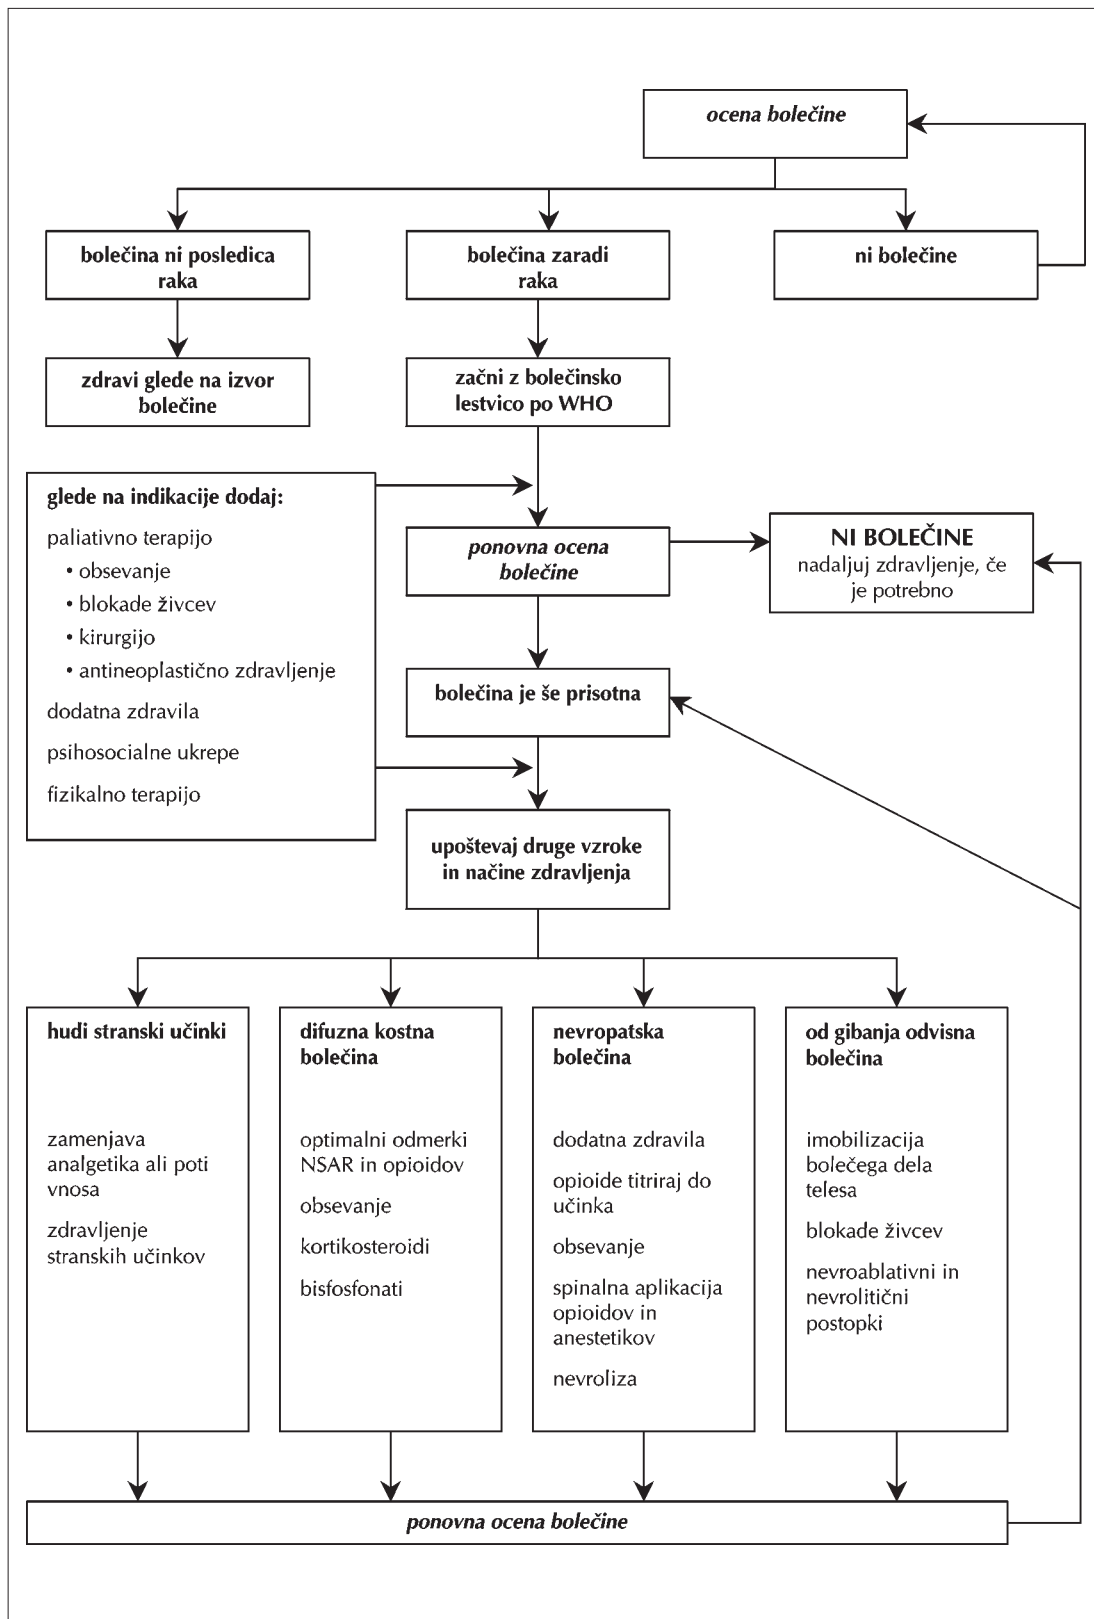 ocena bolečine
bolečina ni posledica
raka
bolečina zaradi
raka
ni bolečine
zdravi glede na izvor
bolečine
začni z bolečinsko
lestvico po WHO
glede na indikacije dodaj:
paliativno terapijo
• obsevanje
• blokade živcev
• kirurgijo
• antineoplastično zdravljenje
dodatna zdravila
psihosocialne ukrepe
fizikalno terapijo
ponovna ocena
bolečine
NI BOLEČINE
nadaljuj zdravljenje, če
je potrebno
bolečina je še prisotna
upoštevaj druge vzroke
in načine zdravljenja
hudi stranski učinki
zamenjava
analgetika ali poti
vnosa
zdravljenje
stranskih učinkov
difuzna kostna
bolečina
optimalni odmerki
NSAR in opioidov
obsevanje
kortikosteroidi
bisfosfonati
nevropatska
bolečina
dodatna zdravila
opioide titriraj do
učinka
obsevanje
spinalna aplikacija
opioidov in
anestetikov
nevroliza
od gibanja odvisna
bolečina
imobilizacija
bolečega dela
telesa
blokade živcev
nevroablativni in
nevrolitični
postopki
ponovna ocena bolečine